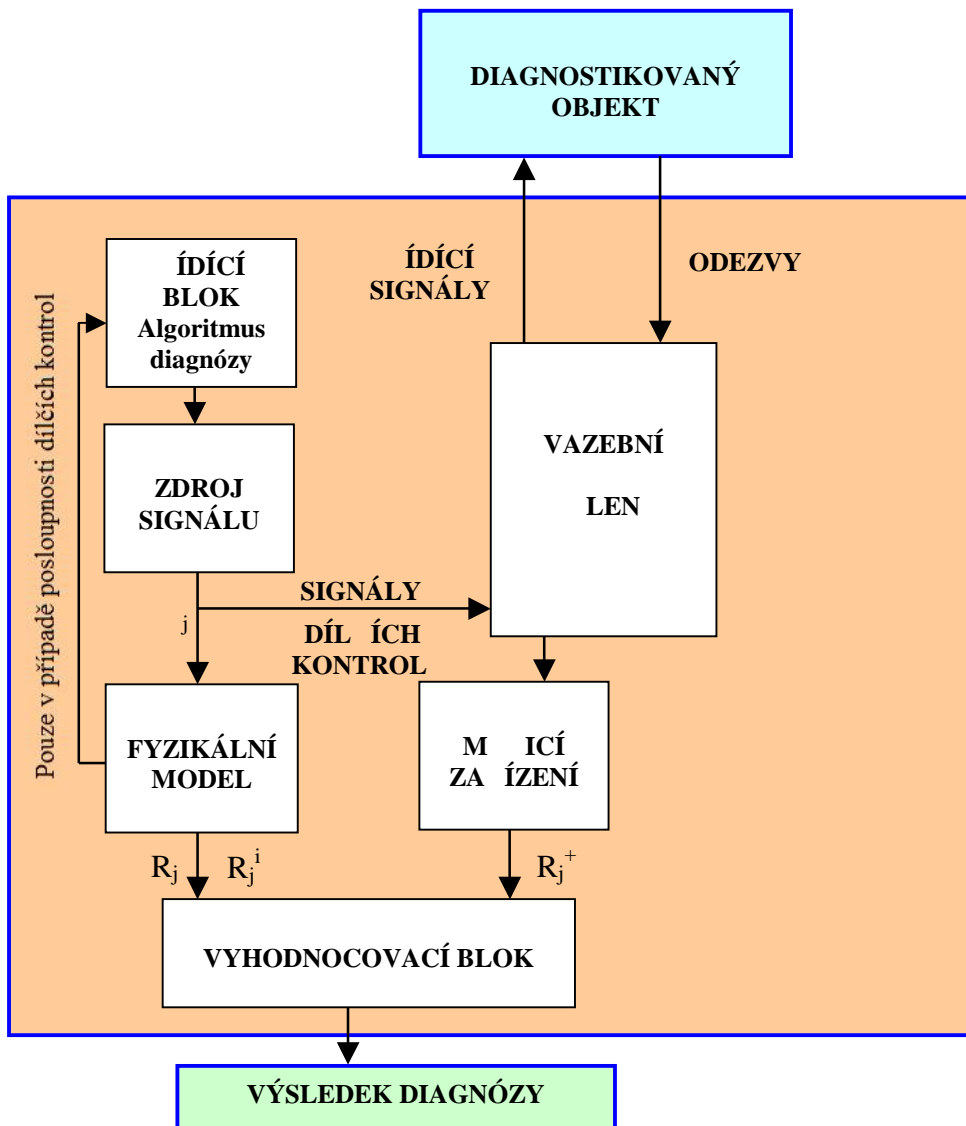 DIAGNOSTIKOVANÝ
OBJEKT
ÍDÍCÍ
SIGNÁLY
ODEZVY
ÍDÍCÍ
BLOK
Algoritmus
diagnózy
Pouze v případě posloupnosti dílčích kontrol
VAZEBNÍ
LEN
ZDROJ
SIGNÁLU
SIGNÁLY
DÍL ÍCH
KONTROL
j
FYZIKÁLNÍ
MODEL
M ICÍ
ZA ÍZENÍ
Rj Rj^i
Rj^+
VYHODNOCOVACÍ BLOK
VÝSLEDEK DIAGNÓZY